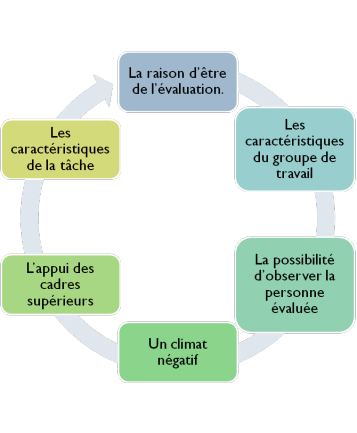 La raison d'être
de l'évaluation.
Les
caractéristiques
du groupe de
travail
La possibilité
d'observer la
personne
évaluée
Un climat
négatif
L'appui des
cadres
supérieurs
Les
caractéristiques
de la tâche